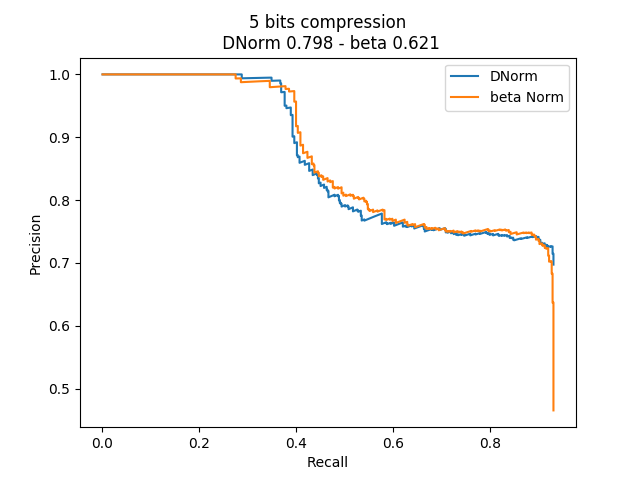 5 bits compression
DNorm 0.798 - beta 0.621
DNorm
beta Norm
1.0
0.9
0.8
0.7
0.6
0.5
Precision
0.0 0.2 0.4 0.6 0.8
Recall